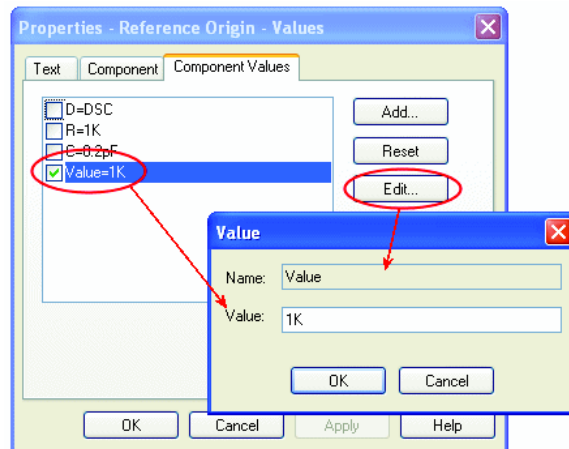 Properties - Reference Origin - Values
Text Component Component Values
D=DSC
R=1K
C=0.2pF
Value=1K
Add...
Reset
Edit...
Value
Name: Value
Value: 1K
OK Cancel
OK Cancel Apply Help